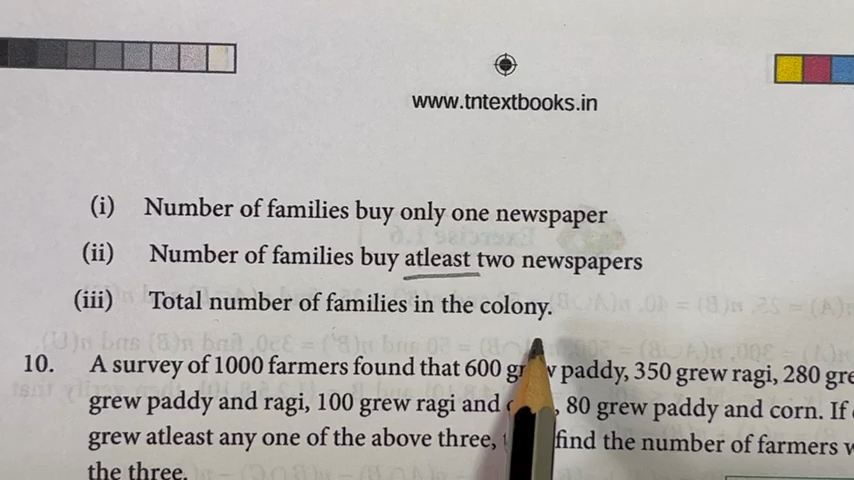 www.tntextbooks.in
(i) Number of families buy only one newspaper
(ii) Number of families buy atleast two newspapers
(iii) Total number of families in the colony.
10. A survey of 1000 farmers found that 600 paddy, 350 grew ragi, 280
grew paddy and ragi, 100 grew ragi and 80 grew paddy and corn. If
grew atleast any one of the above three, find the number of farmers
the three.